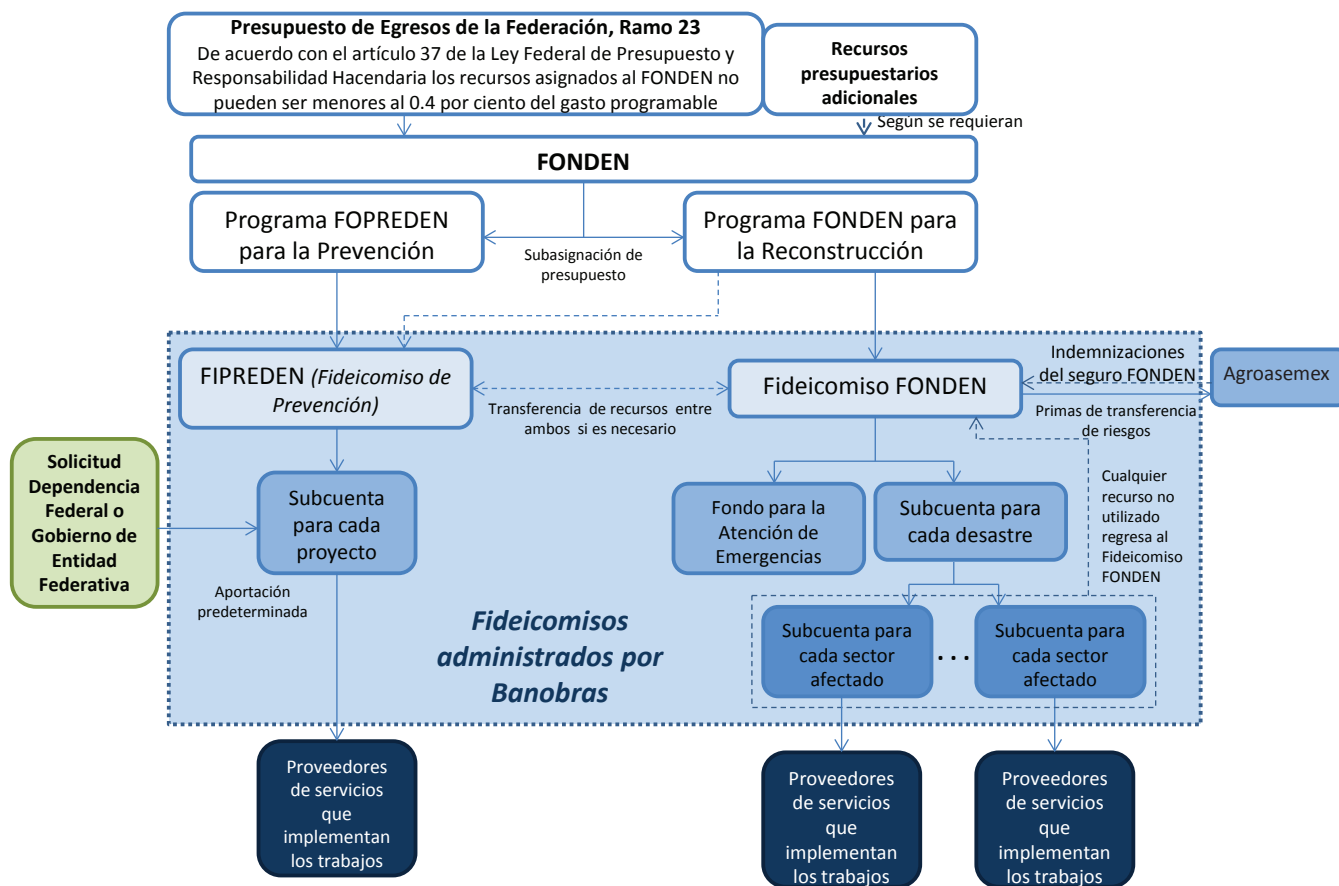 Presupuesto de Egresos de la Federación, Ramo 23
De acuerdo con el artículo 37 de la Ley Federal de Presupuesto y
Responsabilidad Hacendaria los recursos asignados al FONDEN no
pueden ser menores al 0.4 por ciento del gasto programable
Recursos
presupuestarios
adicionales
Según se requieran
FONDEN
Programa FOPREDEN
para la Prevención
Subasignación de
presupuesto
Programa FONDEN para
la Reconstrucción
FIPREDEN (Fideicomiso de
Prevención)
Transferencia de recursos entre
ambos si es necesario
Fideicomiso FONDEN
Indemnizaciones
del seguro FONDEN
Agroasemex
Primas de transferencia
de riesgos
Solicitud
Dependencia
Federal o
Gobierno de
Entidad
Federativa
Subcuenta
para cada
proyecto
Fondo para la
Atención de
Emergencias
Subcuenta para
cada desastre
Cualquier
recurso no
utilizado
regresa al
Fideicomiso
FONDEN
Aportación
predeterminada
Fideicomisos
administrados por
Banobras
Subcuenta para
cada sector
afectado
...
Subcuenta para
cada sector
afectado
Proveedores
de servicios
que
implementan
los trabajos
Proveedores
de servicios
que
implementan
los trabajos
Proveedores
de servicios
que
implementan
los trabajos